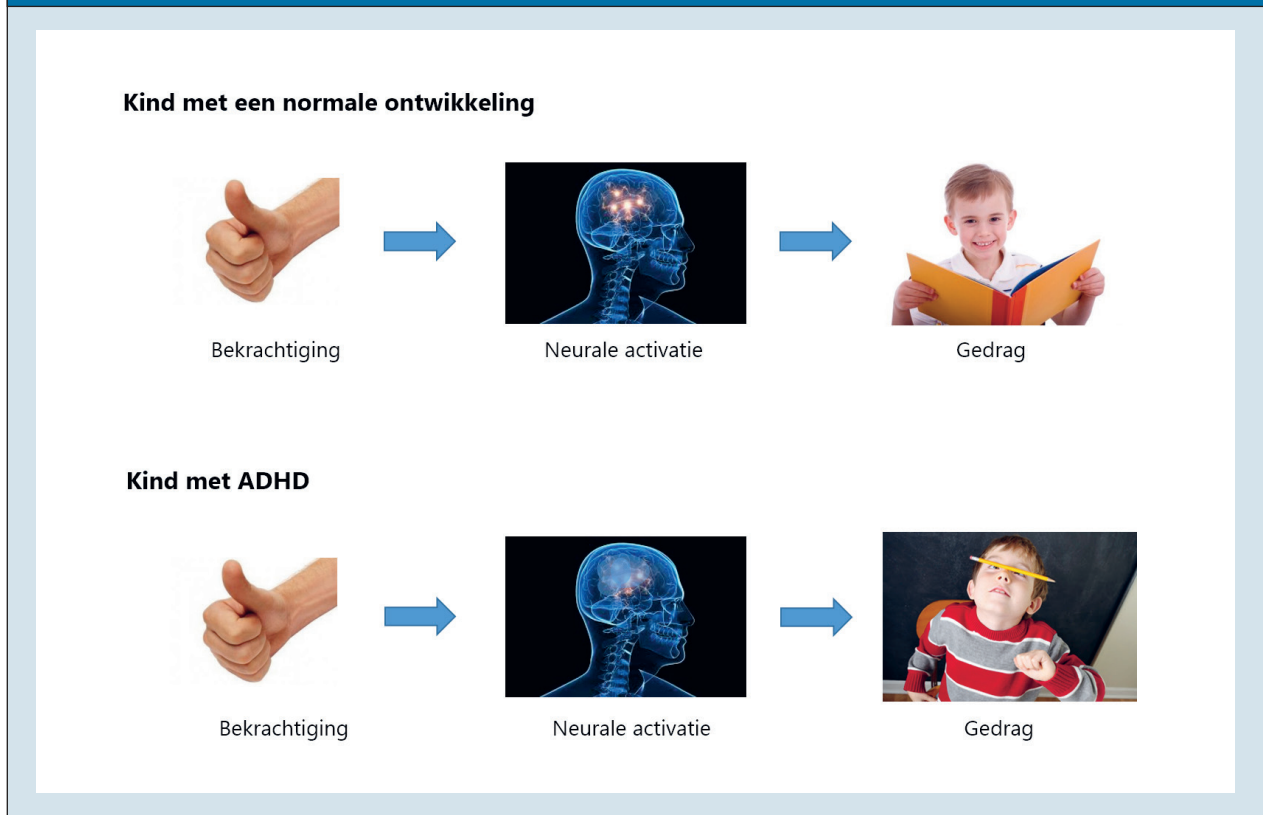 Kind met een normale ontwikkeling
Bekrachtiging
Neurale activatie
Gedrag
Kind met ADHD
Bekrachtiging
Neurale activatie
Gedrag